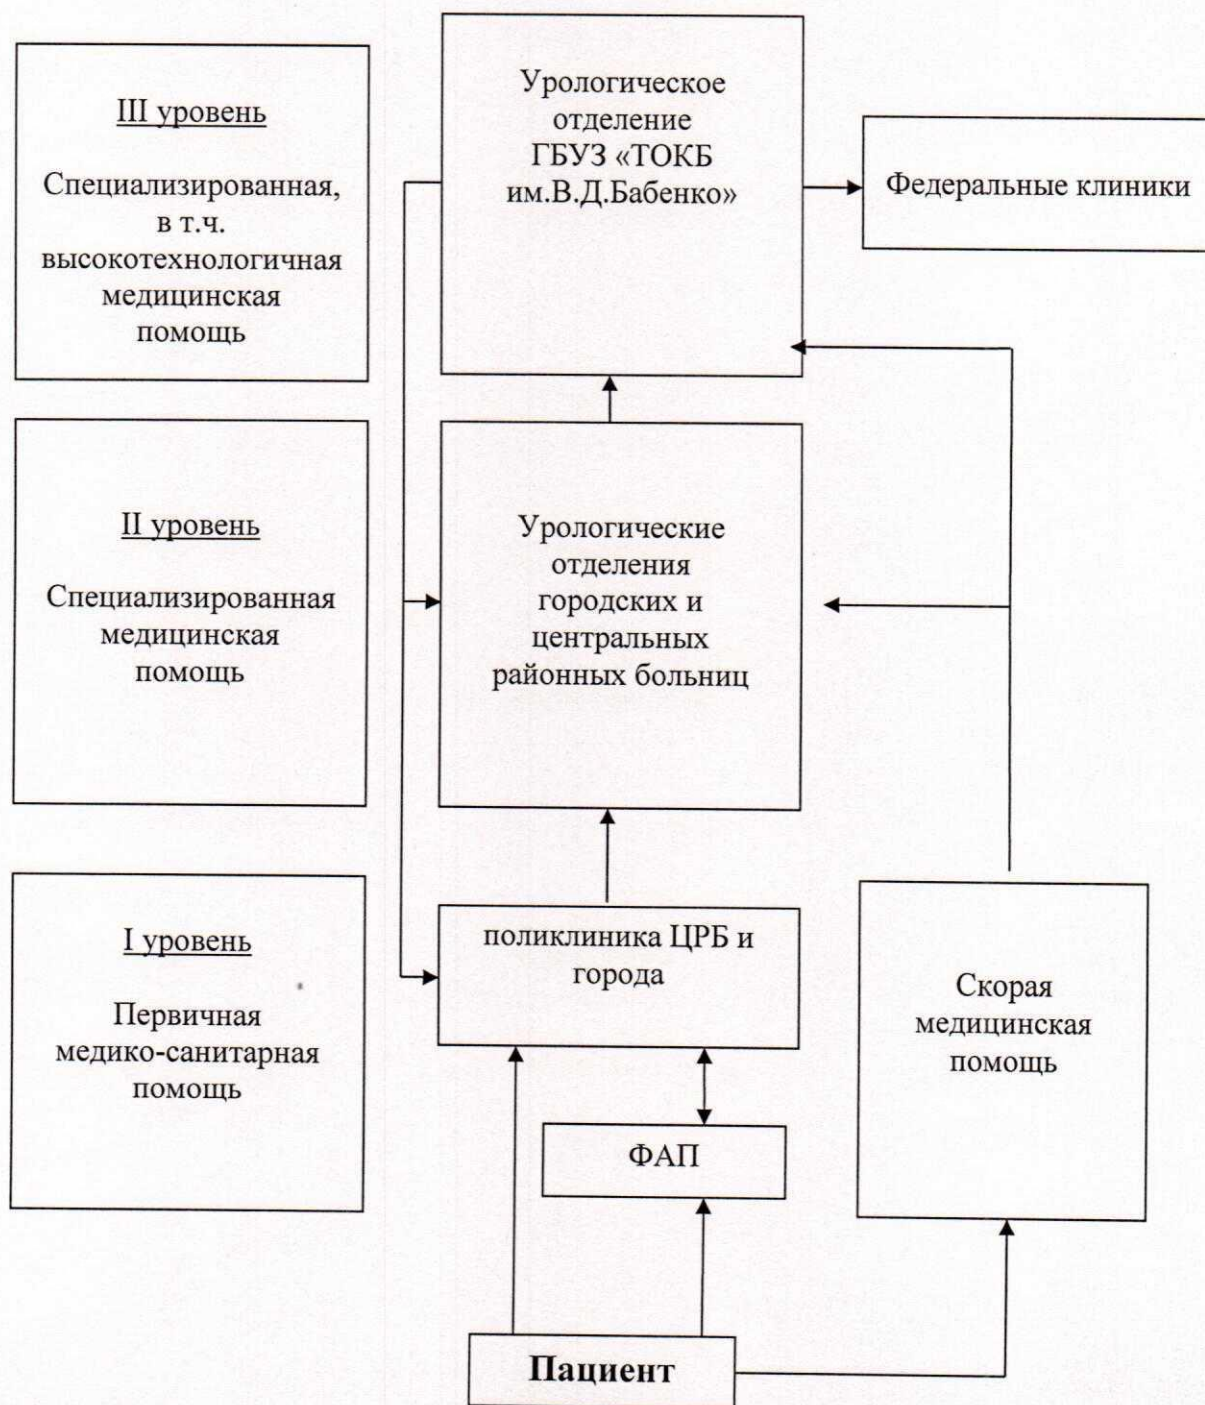 III уровень
Специализированная,
в т.ч.
высокотехнологичная
медицинская
помощь
Урологическое
отделение
ГБУЗ «ТОКБ
им.В.Д.Бабенко»
Федеральные клиники
II уровень
Специализированная
медицинская
помощь
Урологические
отделения
городских и
центральных
районных больниц
I уровень
Первичная
медико-санитарная
помощь
поликлиника ЦРБ и
города
Скорая
медицинская
помощь
ФАП
Пациент